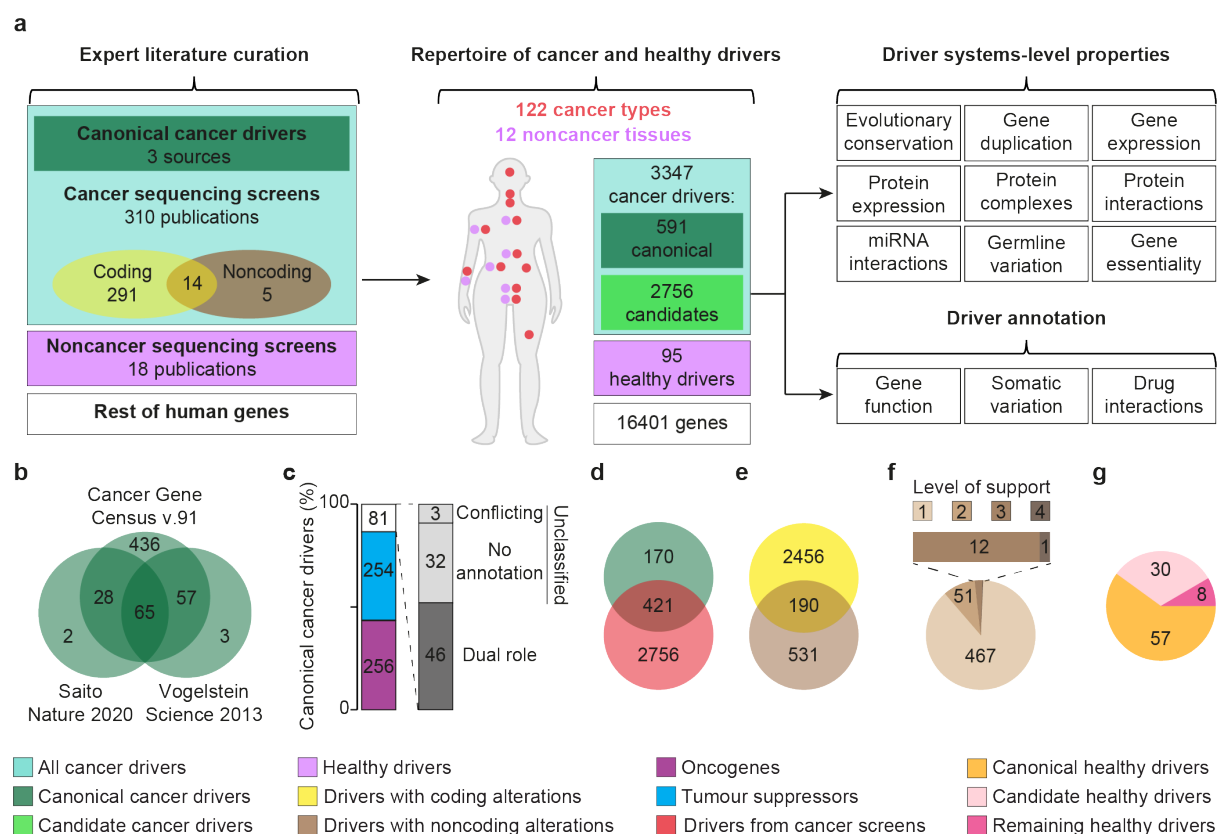 a
Expert literature curation
Canonical cancer drivers
3 sources
Cancer sequencing screens
310 publications
Coding
291
14
Noncoding
5
Noncancer sequencing screens
18 publications
Rest of human genes
Repertoire of cancer and healthy drivers
122 cancer types
12 noncancer tissues
3347
cancer drivers:
591
canonical
2756
candidates
95
healthy drivers
16401 genes
Driver systems-level properties
Evolutionary
conservation
Gene
duplication
Gene
expression
Protein
expression
Protein
complexes
Protein
interactions
miRNA
interactions
Germline
variation
Gene
essentiality
Driver annotation
Gene
function
Somatic
variation
Drug
interactions
b
Cancer Gene
Census v.91
436
28
57
65
2
3
Saito
Nature 2020
Vogelstein
Science 2013
c
Canonical cancer drivers (%)
100
0
81
254
256
3
32
46
Conflicting
No
annotation
Unclassified
Dual role
d
170
421
2756
e
2456
190
531
f
Level of support
1 2 3 4
12
1
51
467
g
30
8
57
All cancer drivers
Canonical cancer drivers
Candidate cancer drivers
Healthy drivers
Drivers with coding alterations
Drivers with noncoding alterations
Oncogenes
Tumour suppressors
Drivers from cancer screens
Canonical healthy drivers
Candidate healthy drivers
Remaining healthy drivers